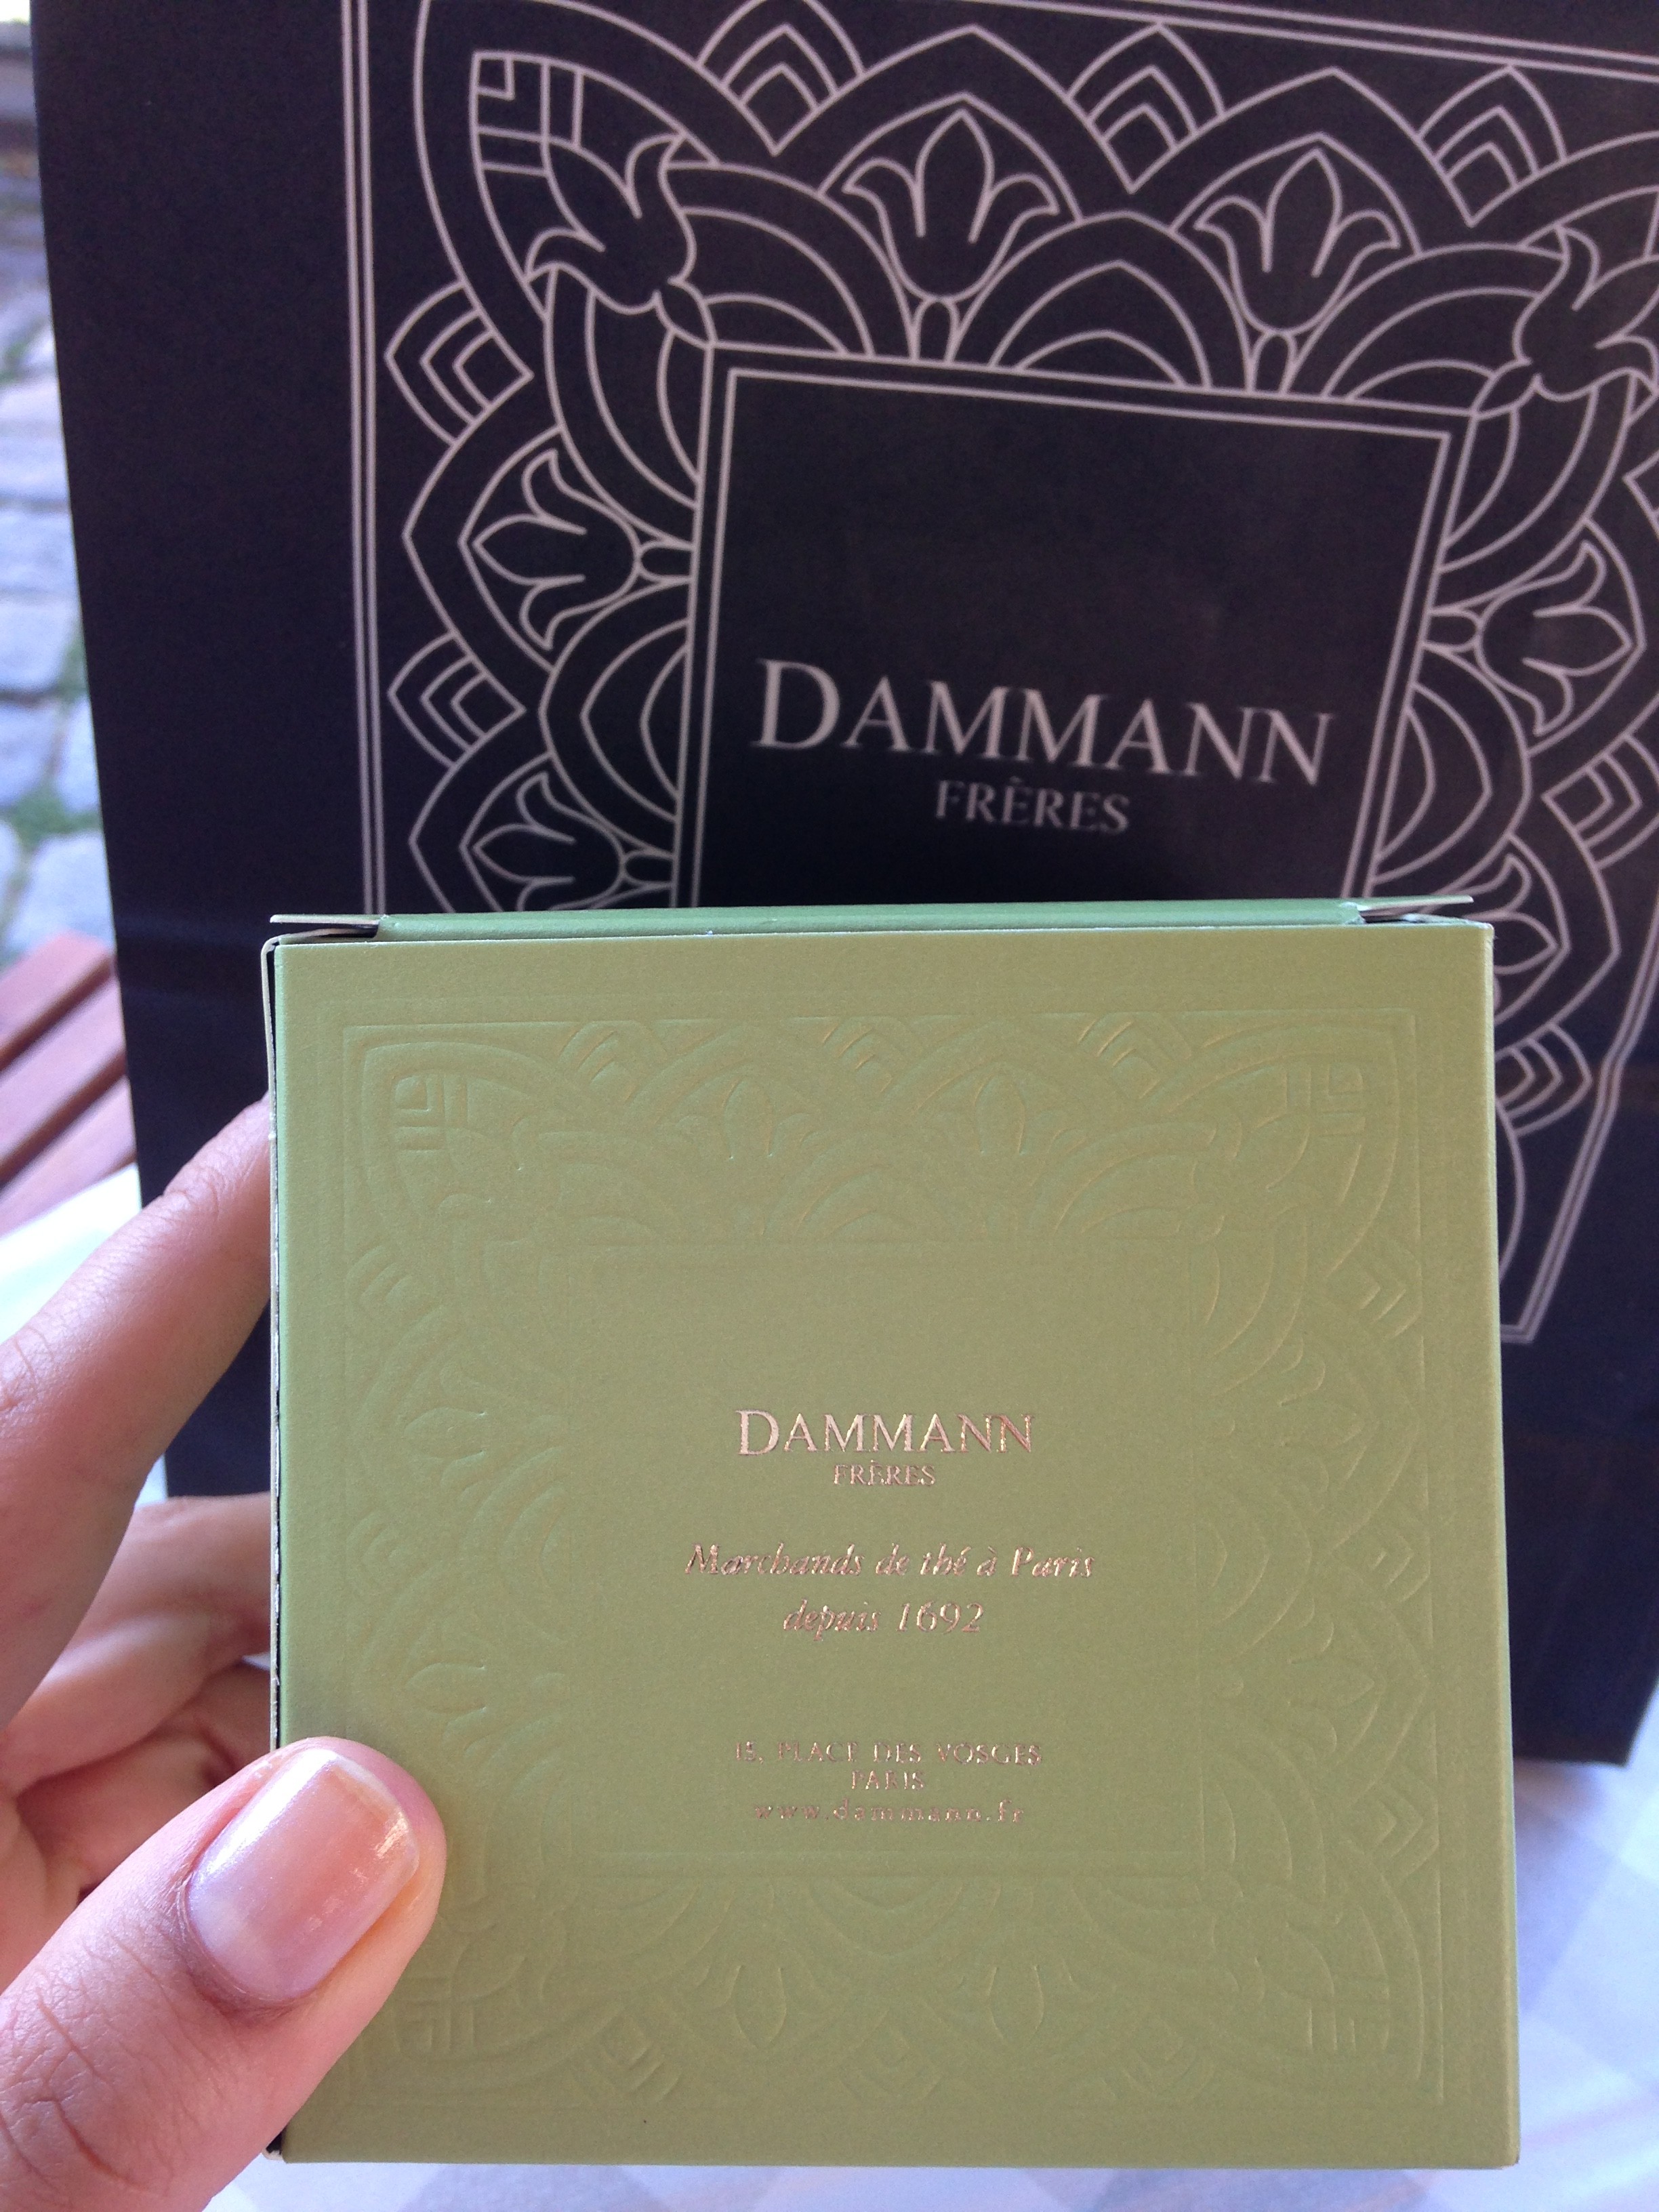 DAMMANN
FRÈRES
DAMMANN
FRÈRES
Marchands de thé à Paris
depuis 1692
15, PLACE DES VOSGES
PARIS
www.dammann.fr